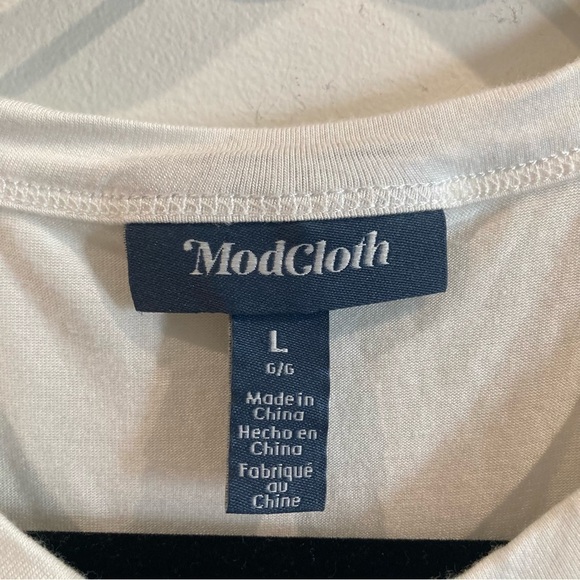 ModCloth
L
G/G
Made in
China
Hecho en
China
Fabriqué
au
Chine